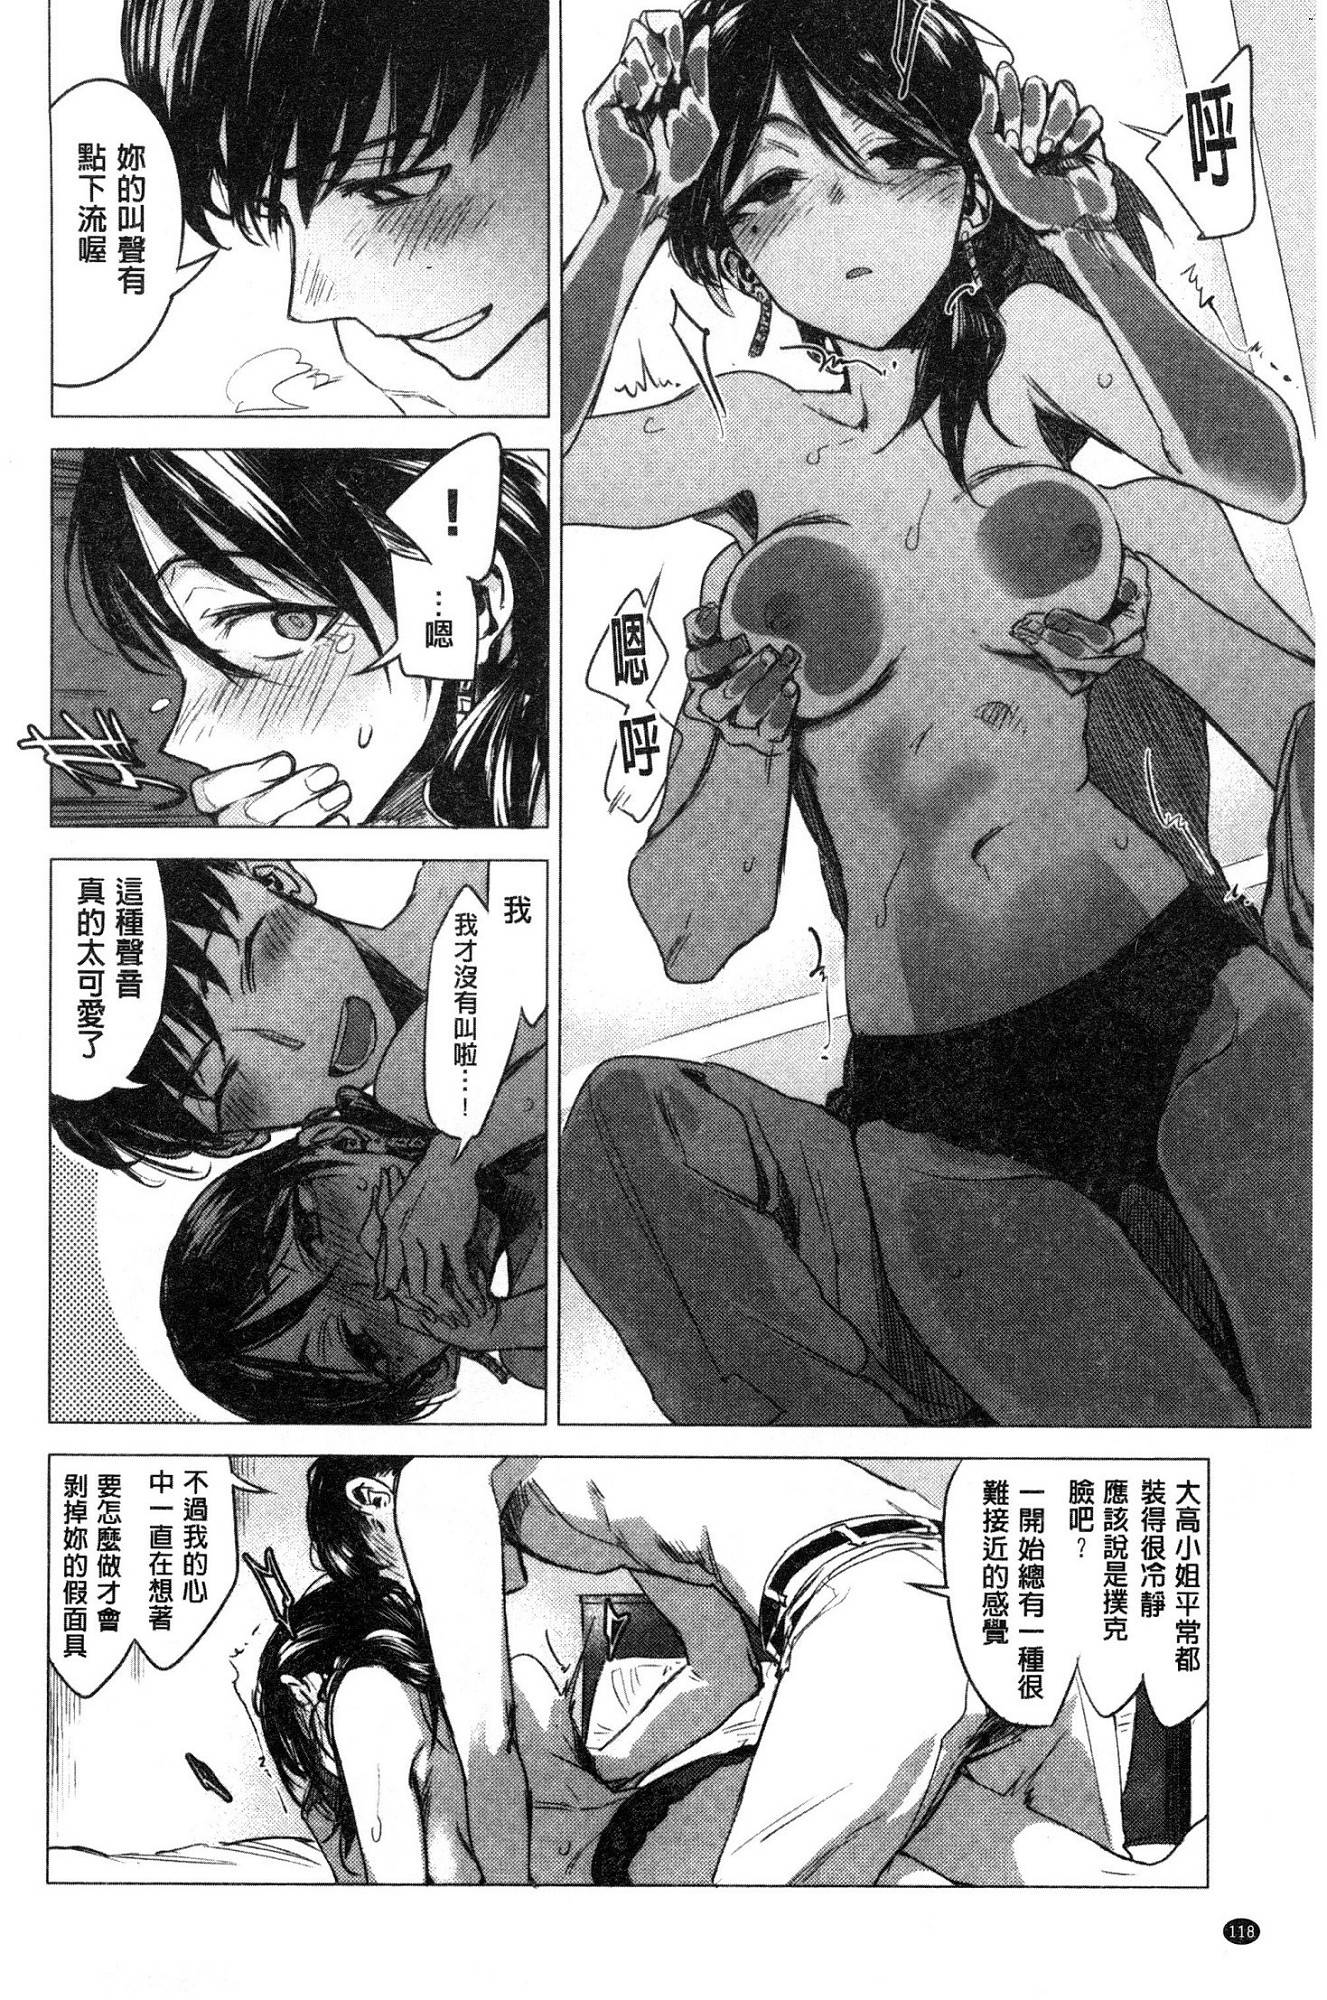 呼
嗯
呼
妳的叫聲有
點下流喔
！
…嗯
我
我才沒有叫啦…！
這種聲音
真的太可愛了
大高小姐平常都
裝得很冷靜
應該說是撲克
臉吧？
一開始總有一種很
難接近的感覺
不過我的心
中一直在想著
要怎麼做才會
剝掉妳的假面具
118